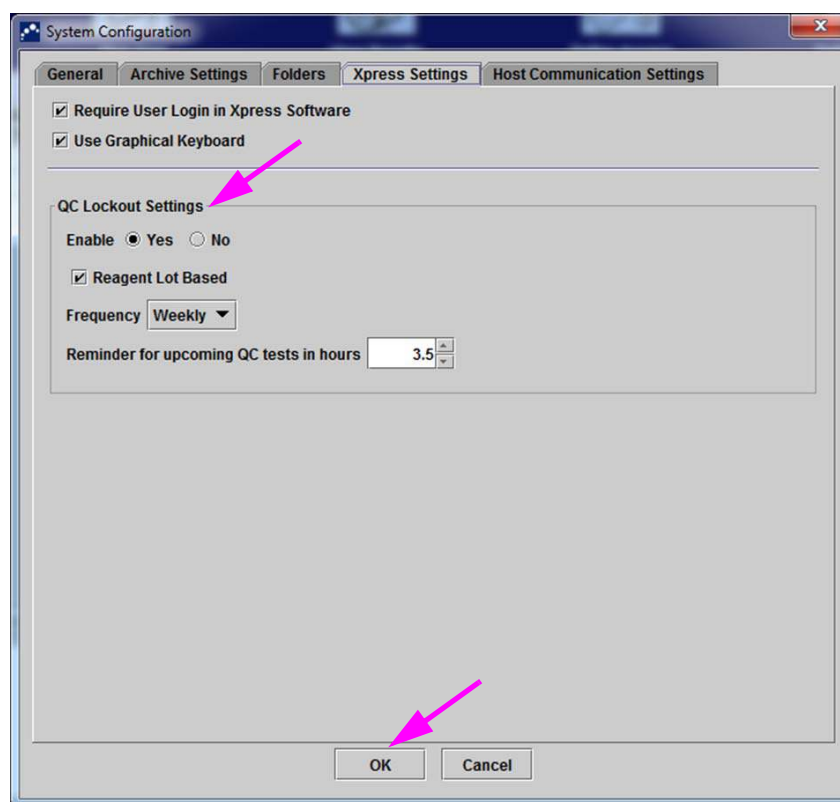 System Configuration
General Archive Settings Folders Xpress Settings Host Communication Settings
Require User Login in Xpress Software
Use Graphical Keyboard
QC Lockout Settings
Enable Yes No
Reagent Lot Based
Frequency Weekly
Reminder for upcoming QC tests in hours 3.5
OK Cancel